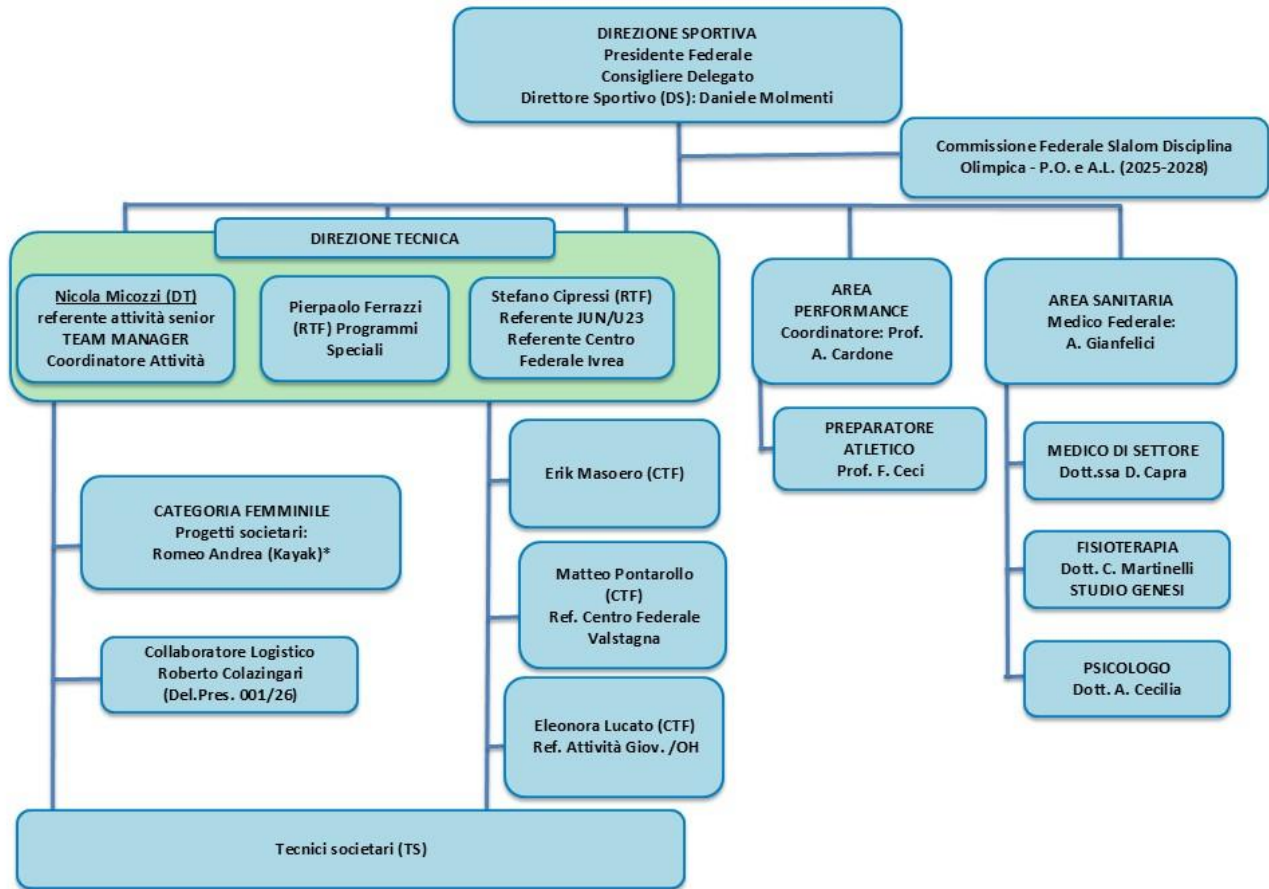 DIREZIONE SPORTIVA
Presidente Federale
Consigliere Delegato
Direttore Sportivo (DS): Daniele Molmenti
Commissione Federale Slalom Disciplina
Olimpica - P.O. e A.L. (2025-2028)
DIREZIONE TECNICA
Nicola Micozzi (DT)
referente attività senior
TEAM MANAGER
Coordinatore Attività
Pierpaolo Ferrazzi
(RTF) Programmi
Speciali
Stefano Cipressi (RTF)
Referente JUN/U23
Referente Centro
Federale Ivrea
AREA
PERFORMANCE
Coordinatore: Prof.
A. Cardone
AREA SANITARIA
Medico Federale:
A. Gianfelici
PREPARATORE
ATLETICO
Prof. F. Ceci
MEDICO DI SETTORE
Dott.ssa D. Capra
FISIOTERAPIA
Dott. C. Martinelli
STUDIO GENESI
PSICOLOGO
Dott. A. Cecilia
CATEGORIA FEMMINILE
Progetti societari:
Romeo Andrea (Kayak)*
Collaboratore Logistico
Roberto Colazingari
(Del.Pres. 001/26)
Erik Masoero (CTF)
Matteo Pontarollo
(CTF)
Ref. Centro Federale
Valstagna
Eleonora Lucato (CTF)
Ref. Attività Giov. /OH
Tecnici societari (TS)